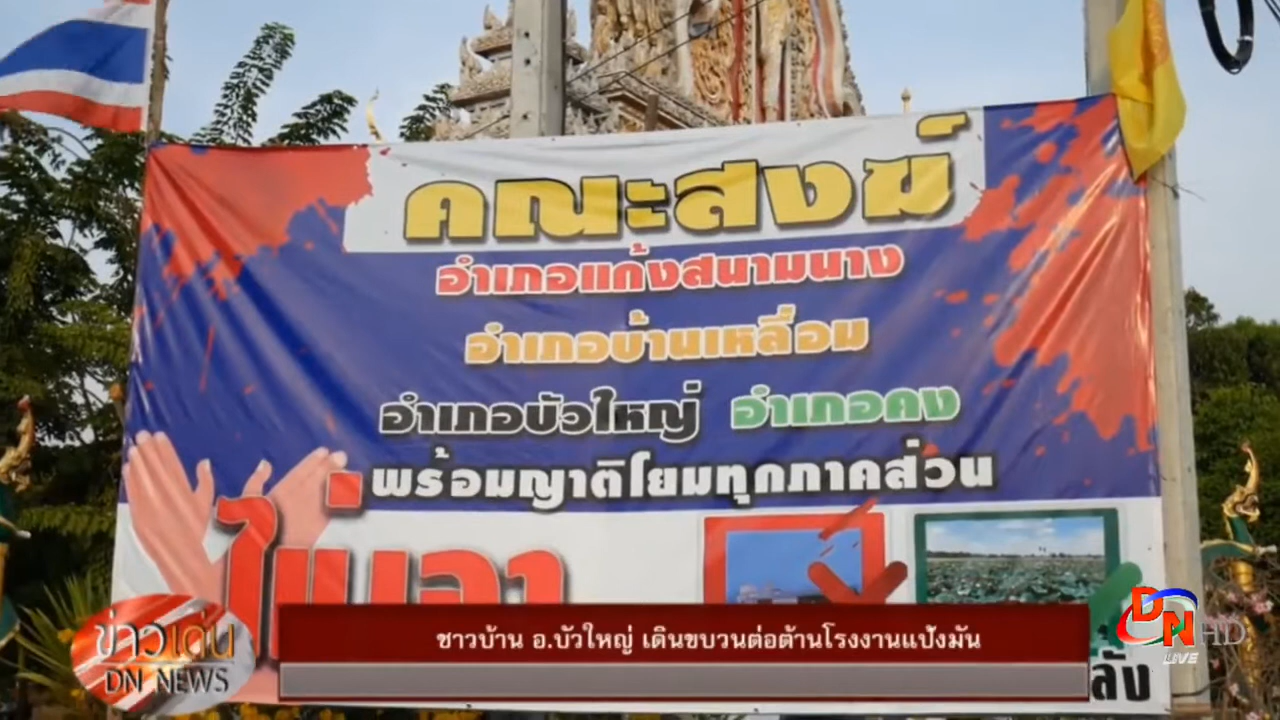 คณะสงฆ์
อำเภอแก้งสนามนาง
อำเภอบ้านเหลื่อม
อำเภอบัวใหญ่ อำเภอคง
พร้อมญาติโยมทุกภาคส่วน
ไม่เอา
ชาวบ้าน อ.บัวใหญ่ เดินขบวนต่อต้านโรงงานแป้งมัน
ข่าวเด่น
DN NEWS
DN HD
LIVE